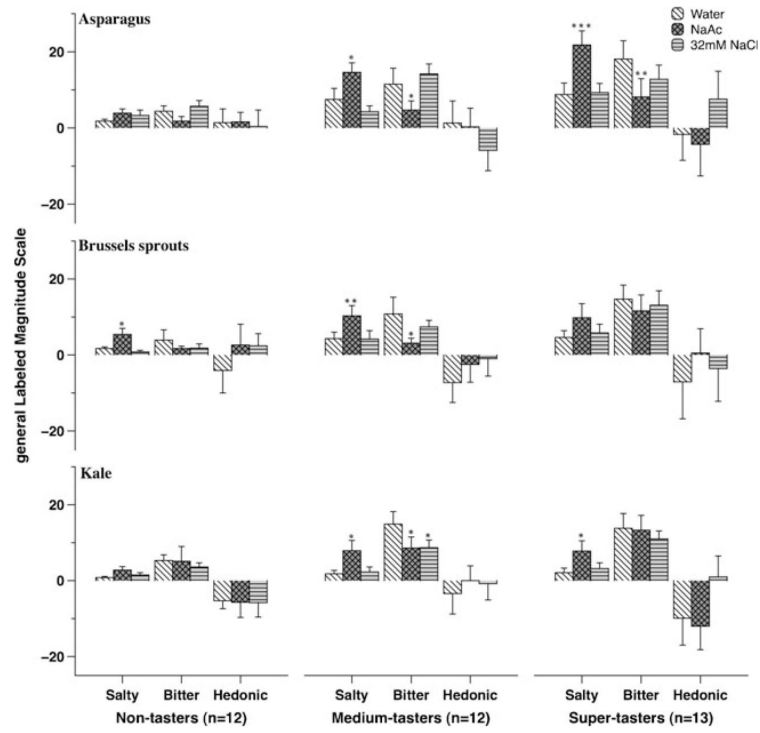 Asparagus
Water
NaAc
32mM NaCl
20
0
−20
* * * * * * * *
Brussels sprouts
20
0
−20
* * * *
general Labeled Magnitude Scale
Kale
20
0
−20
* * * *
Salty Bitter Hedonic Salty Bitter Hedonic Salty Bitter Hedonic
Non-tasters (n=12) Medium-tasters (n=12) Super-tasters (n=13)